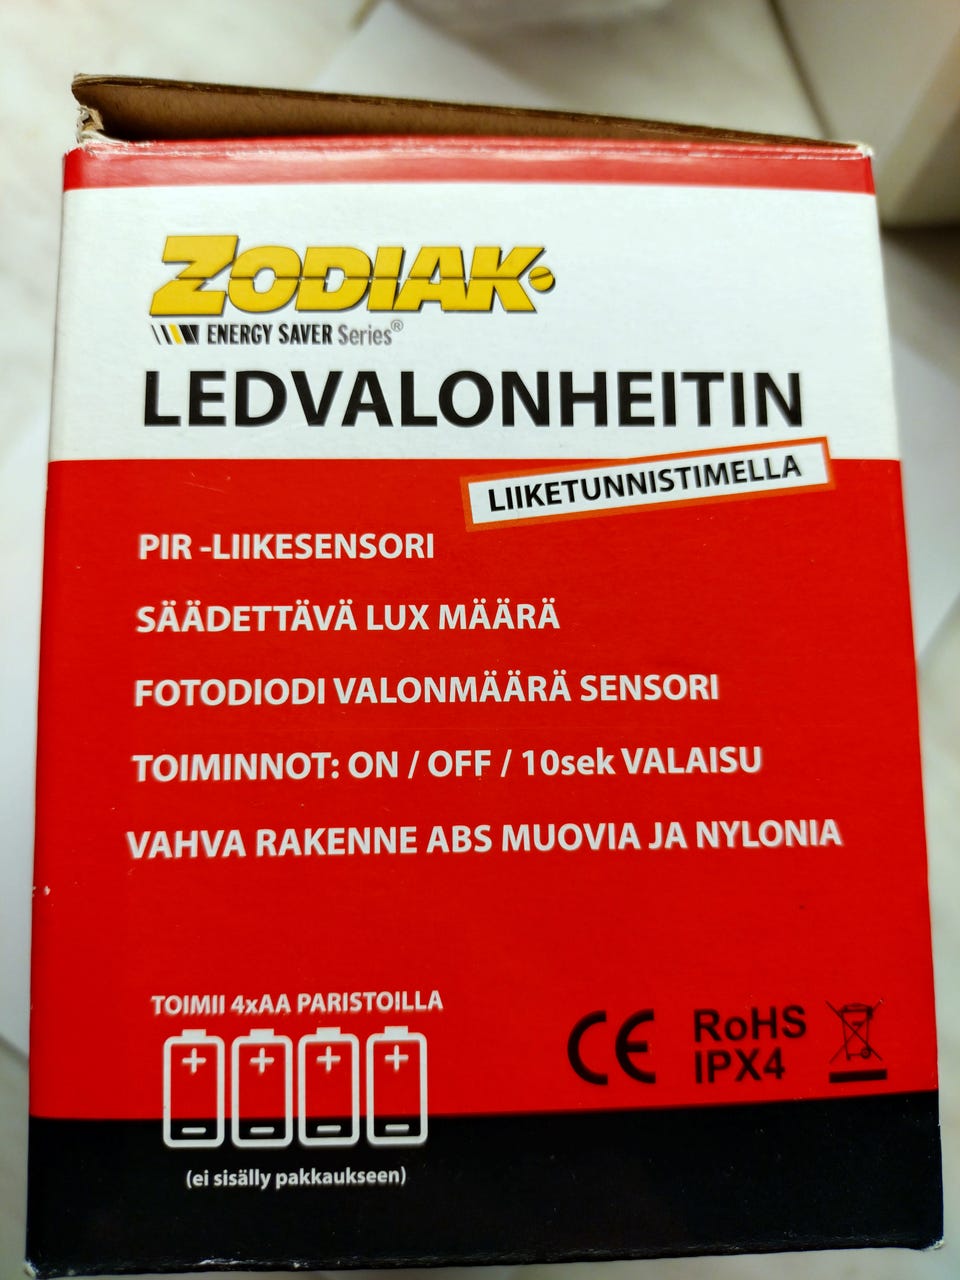 ZODIAK
ENERGY SAVER Series®
LEDVALONHEITIN
LIIKETUNNISTIMELLA
PIR -LIIKESENSORI
SÄÄDETTÄVÄ LUX MÄÄRÄ
FOTODIODI VALONMÄÄRÄ SENSORI
TOIMINNOT: ON / OFF / 10sek VALAISU
VAHVA RAKENNE ABS MUOVIA JA NYLONIA
TOIMII 4xAA PARISTOILLA
+ + + +
- - - -
(ei sisälly pakkaukseen)
CE
RoHS
IPX4